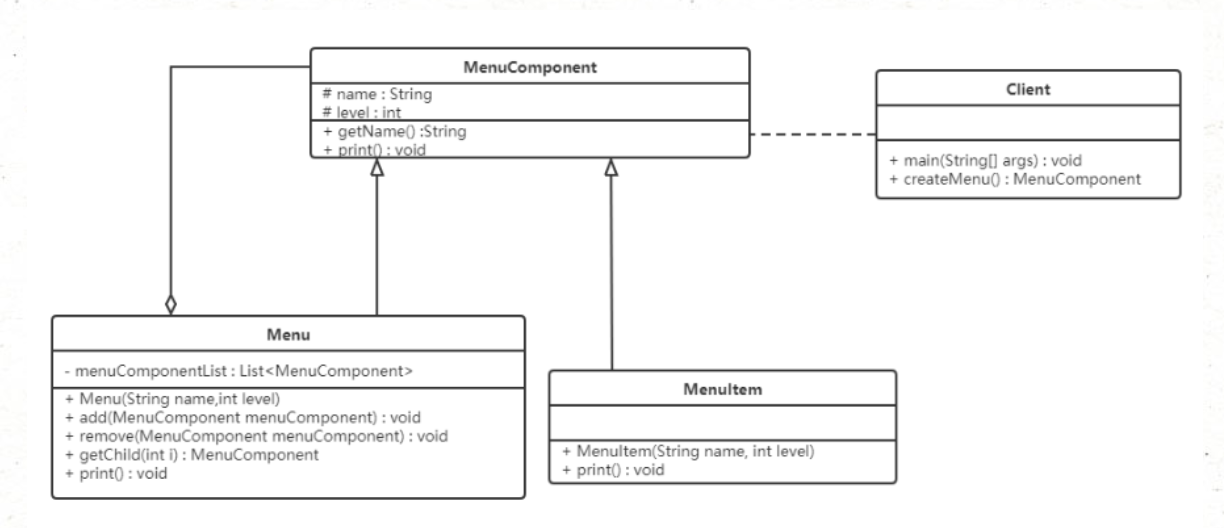 MenuComponent
# name : String
# level : int
+ getName() :String
+ print() : void
Client
+ main(String[] args) : void
+ createMenu() : MenuComponent
Menu
- menuComponentList : List<MenuComponent>
+ Menu(String name,int level)
+ add(MenuComponent menuComponent) : void
+ remove(MenuComponent menuComponent) : void
+ getChild(int i) : MenuComponent
+ print() : void
MenuItem
+ MenuItem(String name, int level)
+ print() : void